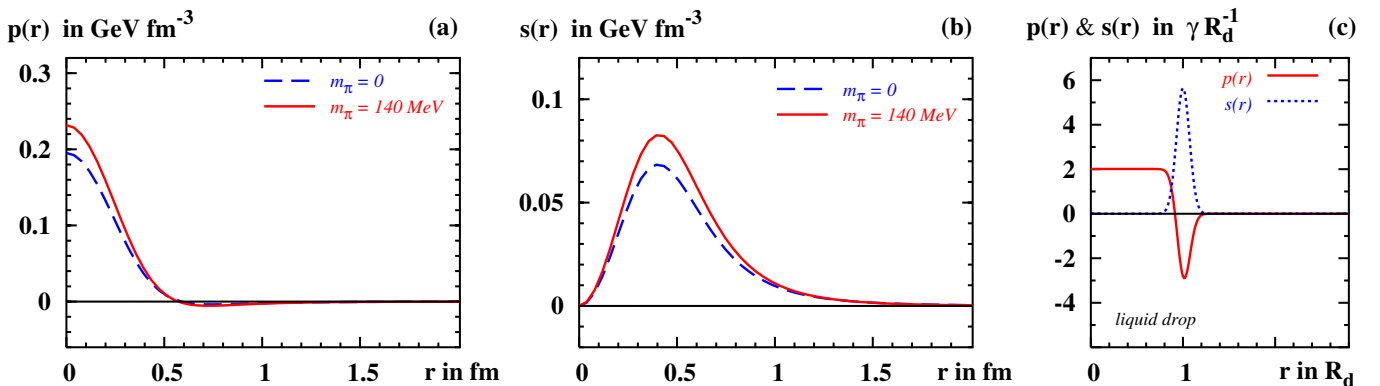 p(r) in GeV fm⁻³ (a)
0.3
0.2
0.1
0
m_π = 0
m_π = 140 MeV
0 0.5 1 1.5 r in fm
s(r) in GeV fm⁻³ (b)
0.1
0.05
0
m_π = 0
m_π = 140 MeV
0 0.5 1 1.5 r in fm
p(r) & s(r) in γ R_d⁻¹ (c)
6
4
2
0
-2
-4
p(r)
s(r)
liquid drop
0 1 r in R_d